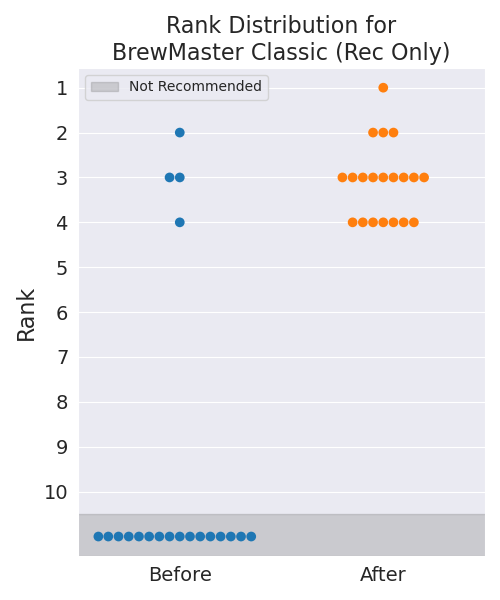 Rank Distribution for
BrewMaster Classic (Rec Only)
Not Recommended
1
2
3
4
5
6
7
8
9
10
Rank
Before
After